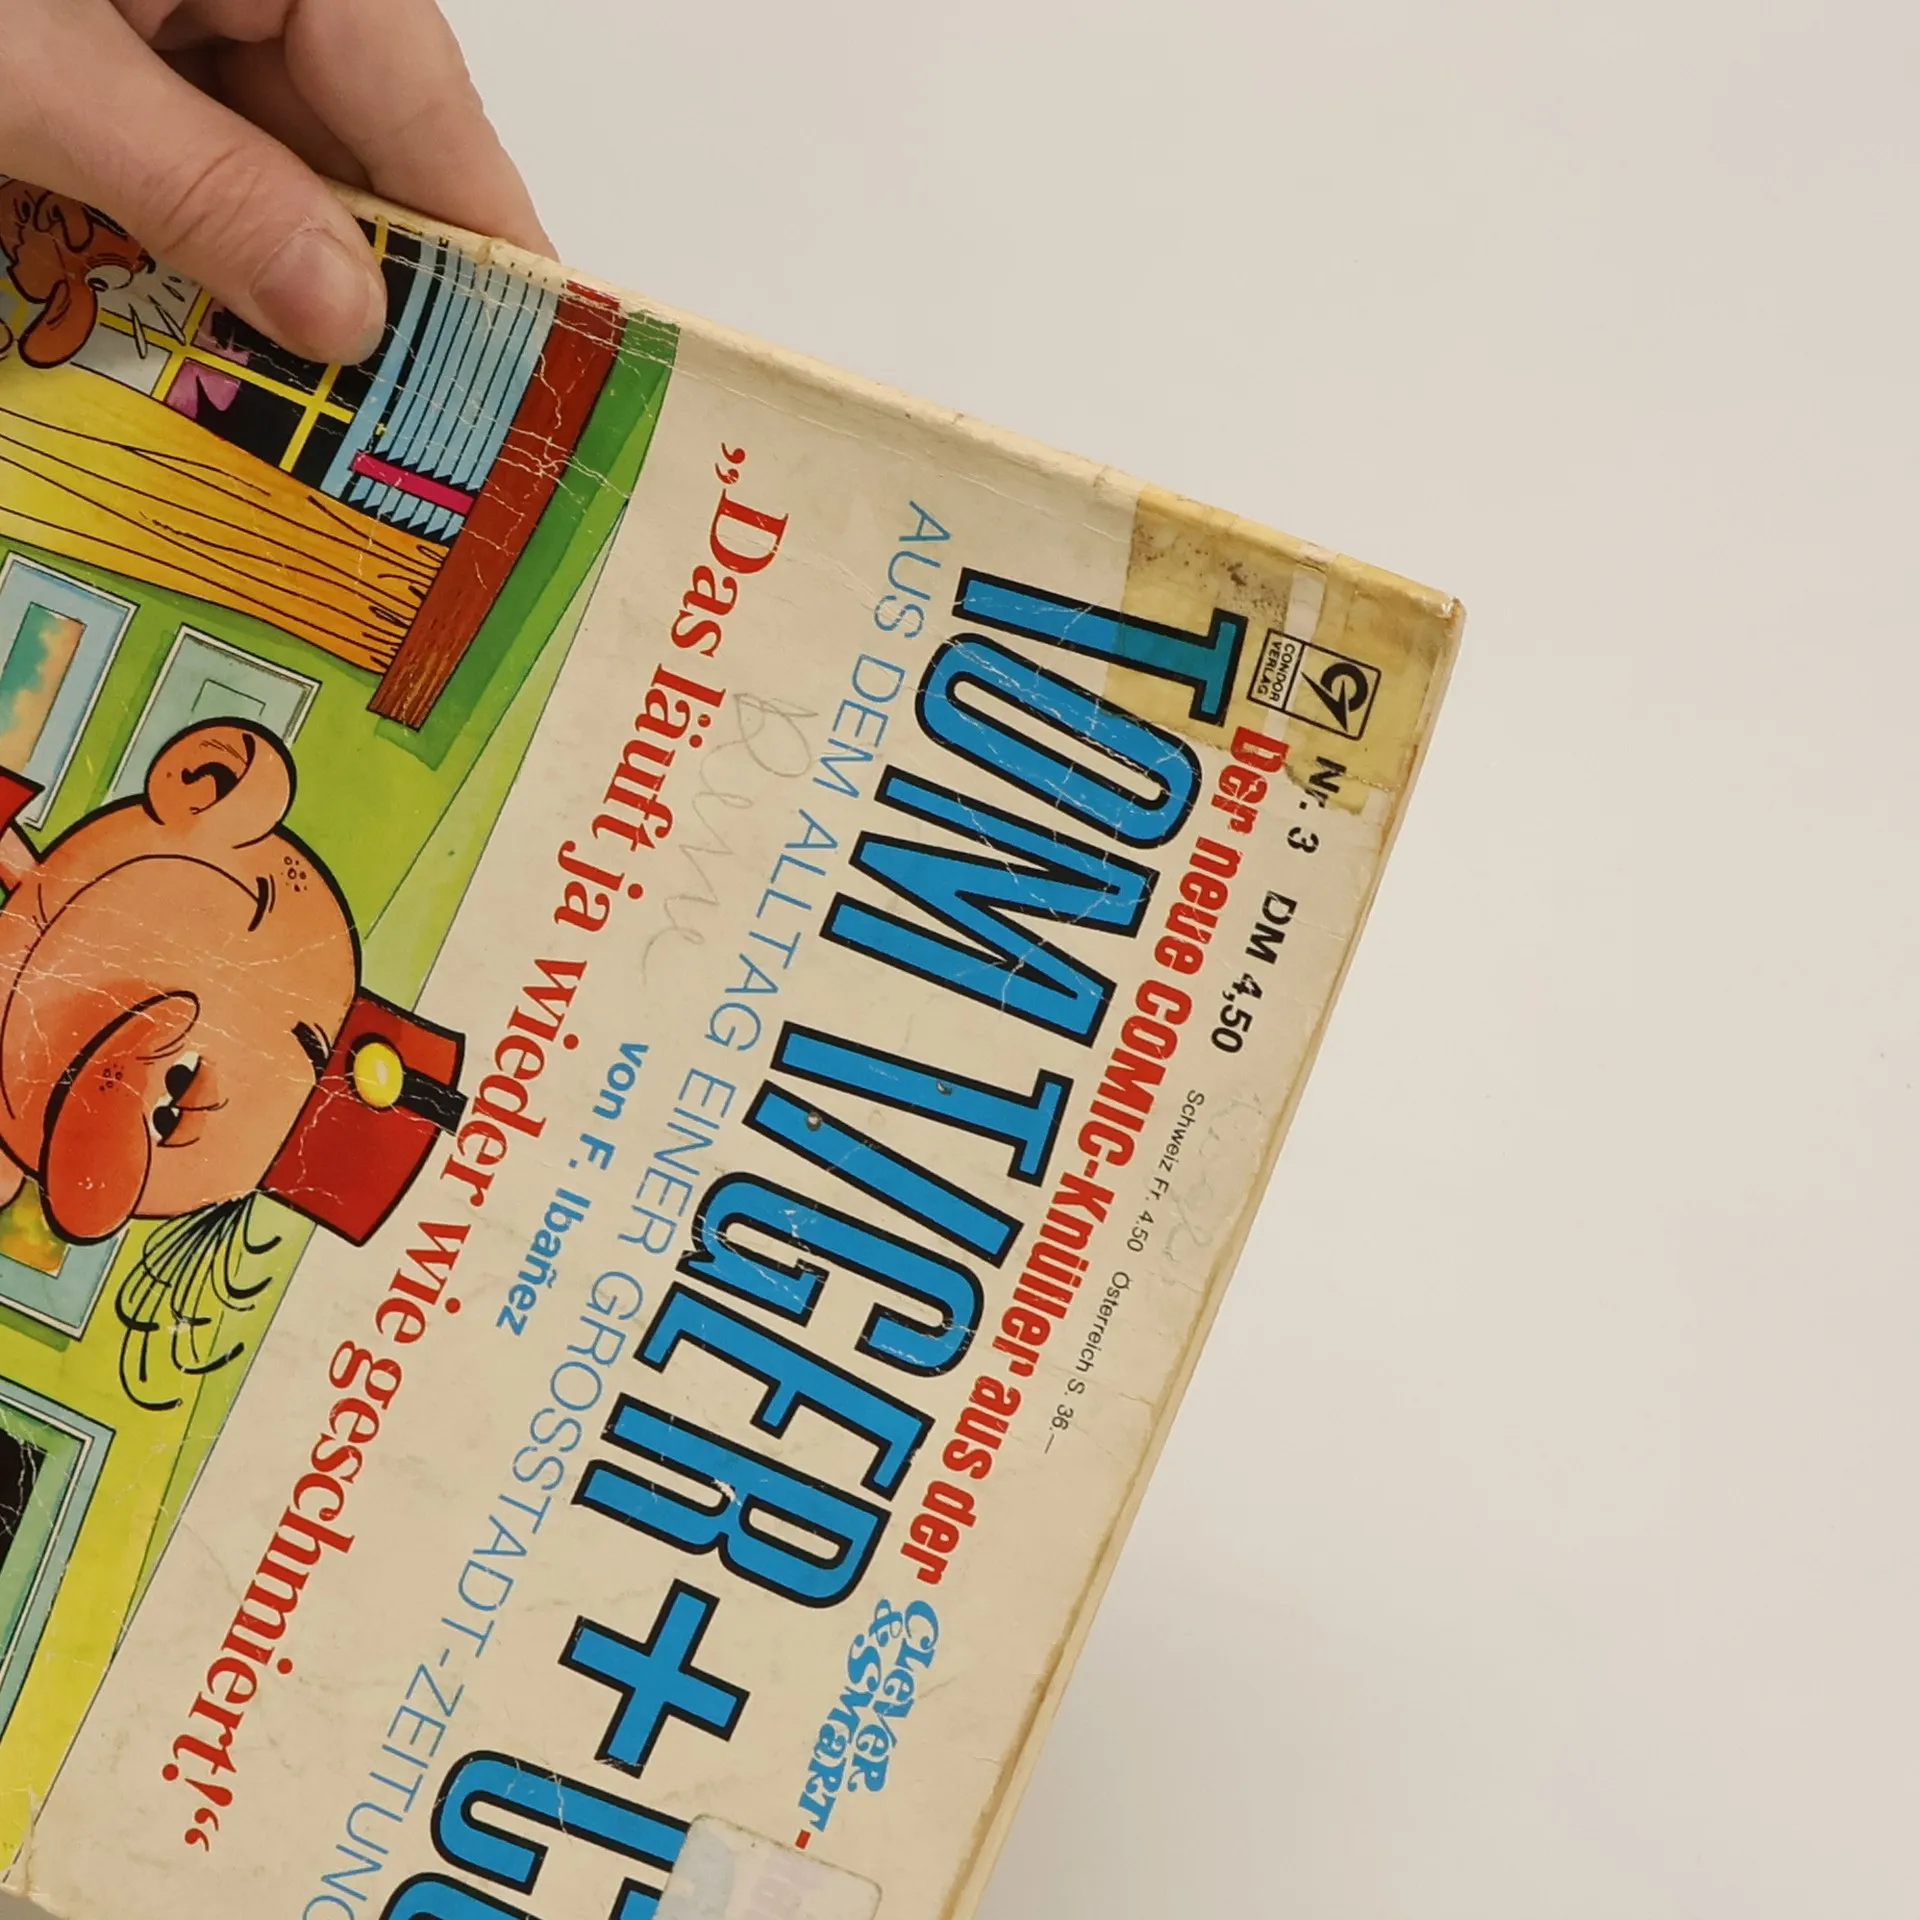 CONDOR
VERLAG
Nr. 3 DM 4,50 Schweiz Fr. 4.50 Österreich S. 36.—
Der neue COMIC-Knüller aus der CLEVER
& SMART-
TOM TIGER +
AUS DEM ALLTAG EINER GROSSTADT-ZEITUNG
von F. Ibañez
„Das läuft ja wieder wie geschmiert!“